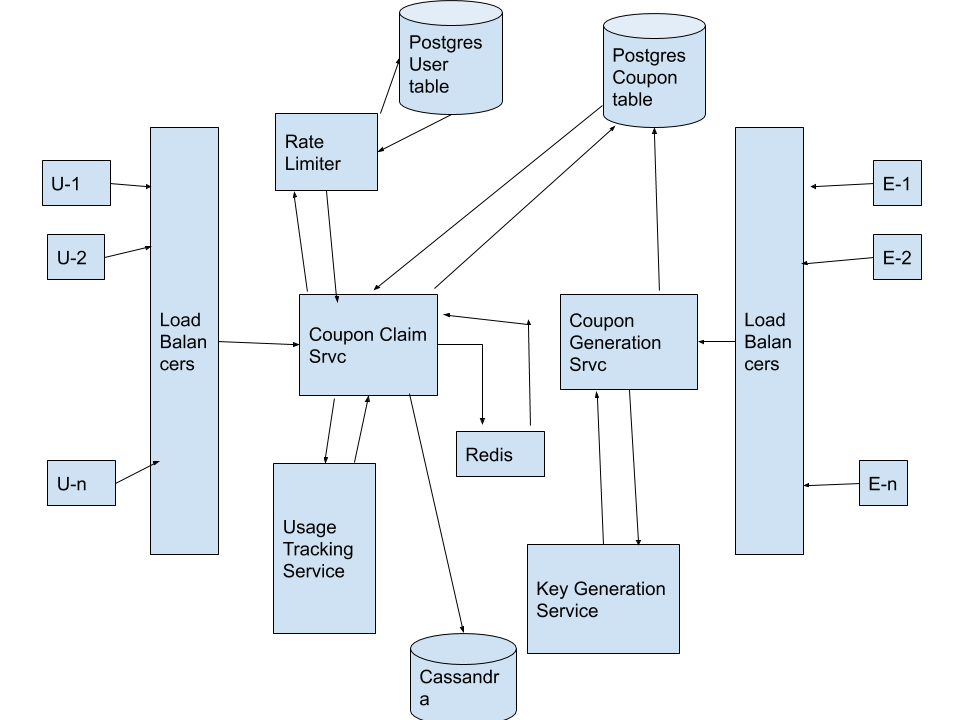 Postgres
User
table
Postgres
Coupon
table
Rate
Limiter
U-1
E-1
U-2
E-2
Load
Balan
cers
Coupon Claim
Srvc
Coupon
Generation
Srvc
Load
Balan
cers
Redis
U-n
E-n
Usage
Tracking
Service
Key Generation
Service
Cassandr
a